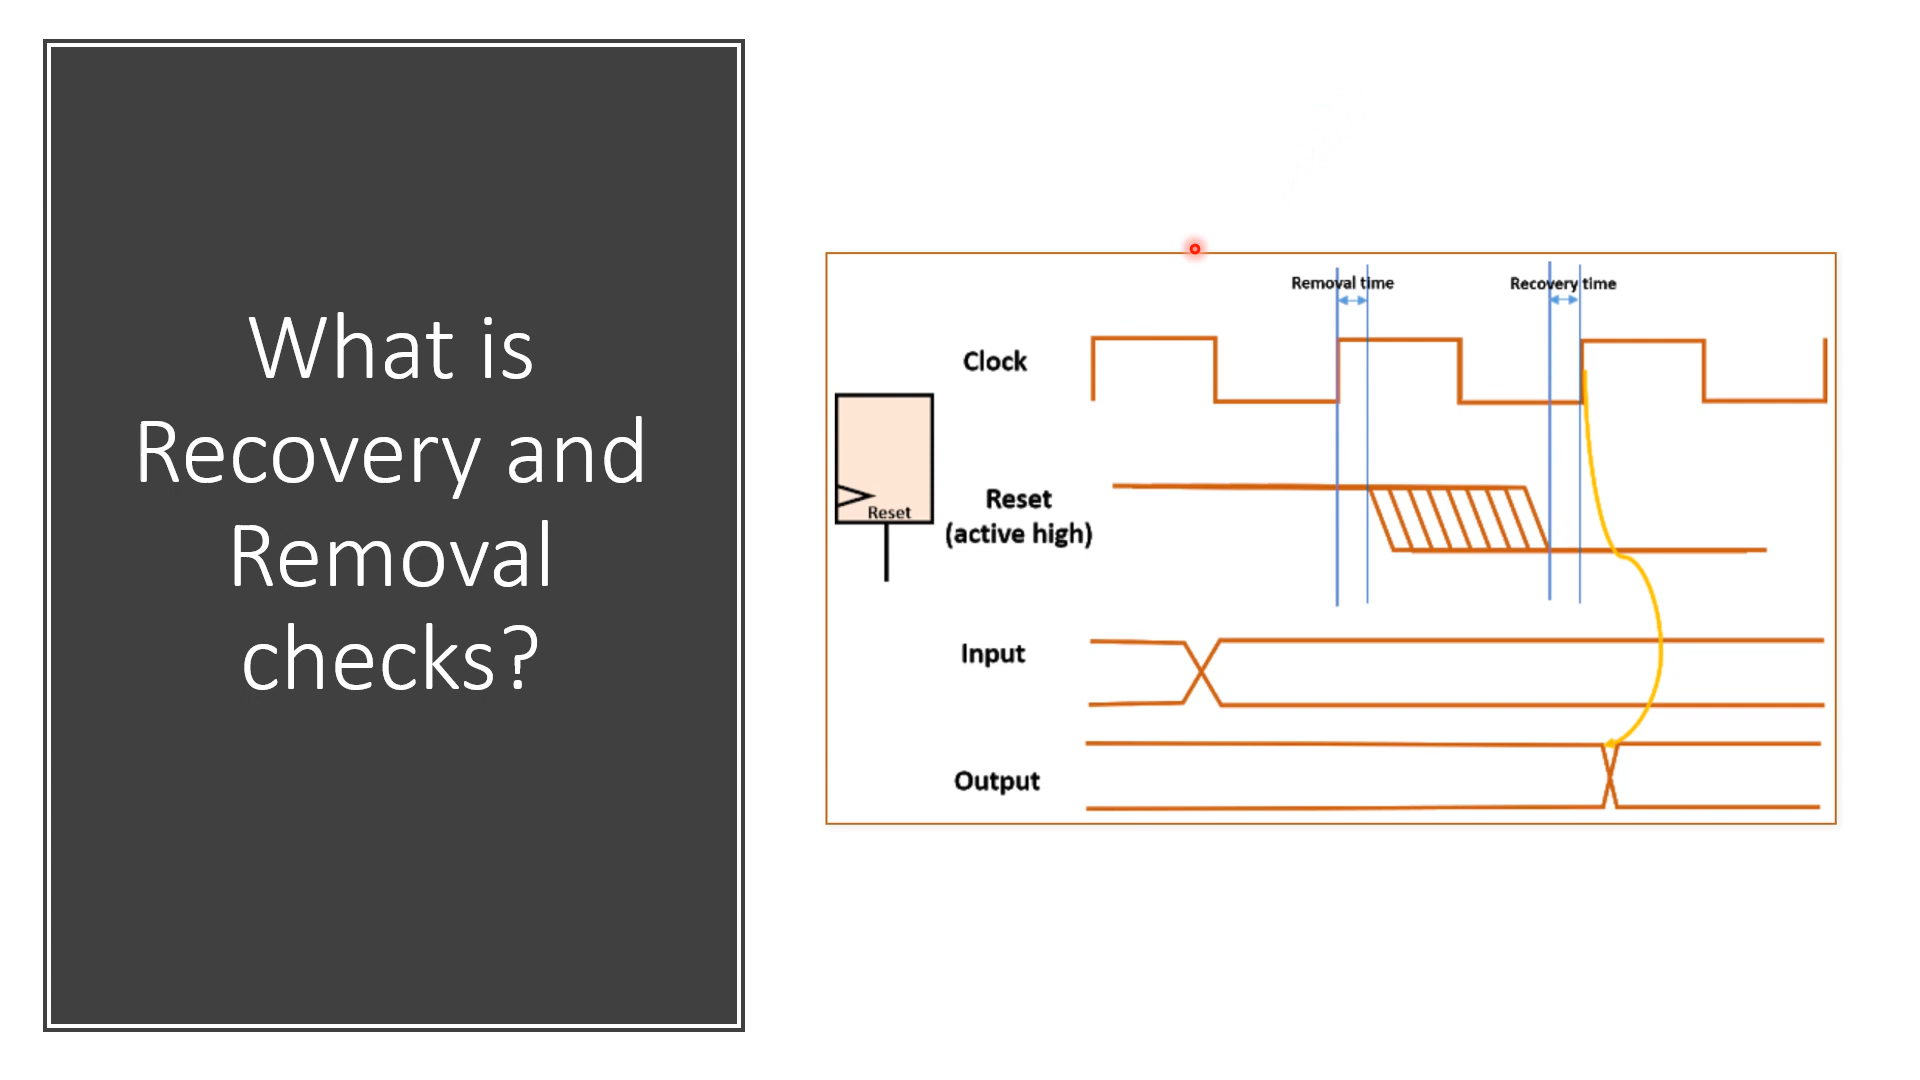 What is
Recovery and
Removal
checks?
Removal time
Recovery time
Clock
Reset
Reset
(active high)
Input
Output